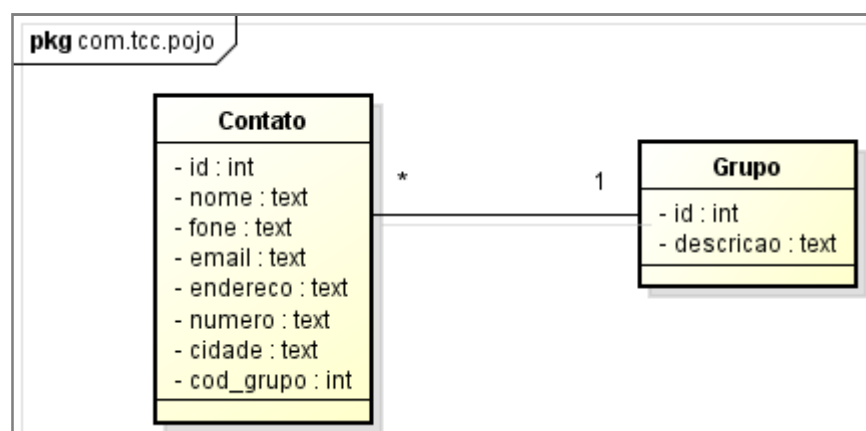 pkg com.tcc.pojo
Contato
- id : int
- nome : text
- fone : text
- email : text
- endereco : text
- numero : text
- cidade : text
- cod_grupo : int
*
1
Grupo
- id : int
- descricao : text